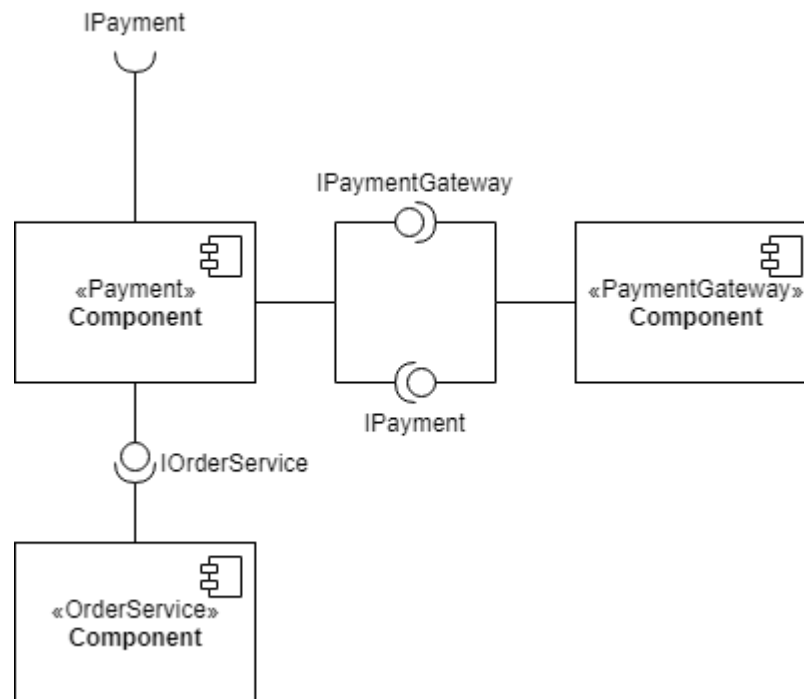 IPayment
IPaymentGateway
«Payment»
Component
«PaymentGateway»
Component
IPayment
IOrderService
«OrderService»
Component